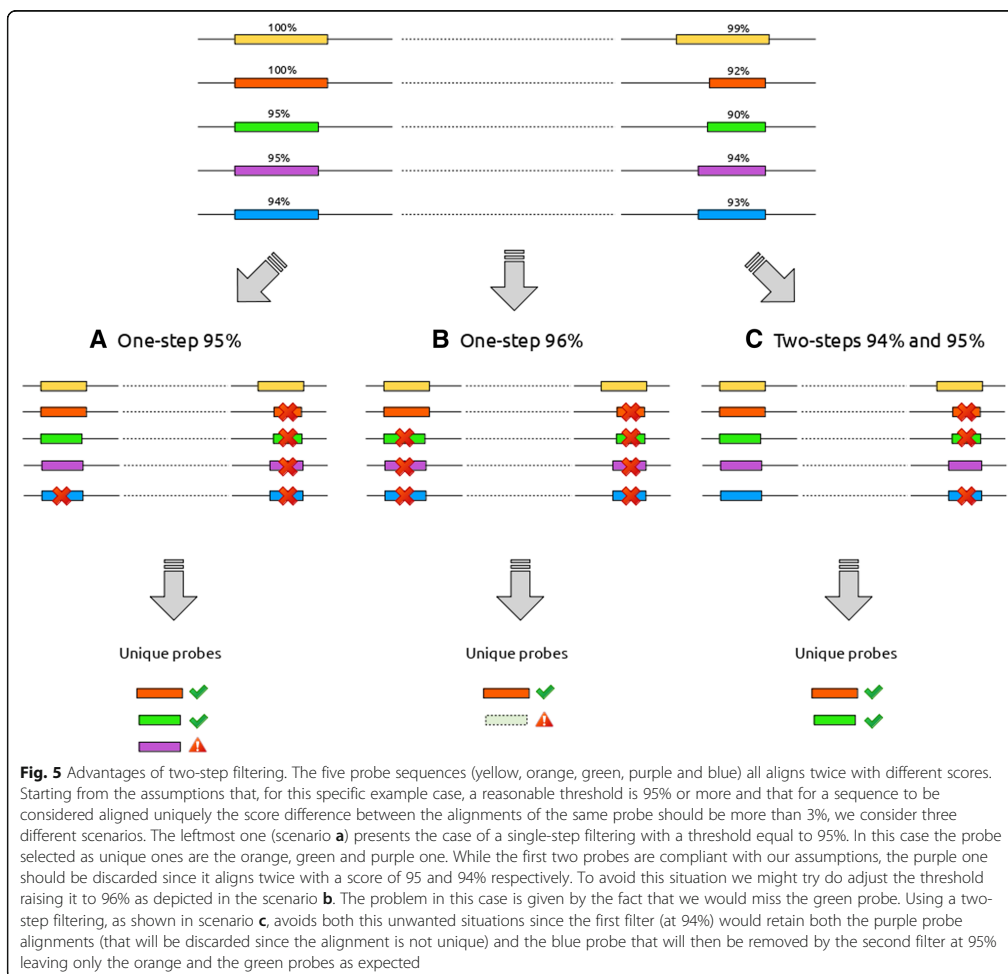 100% 99%
100% 92%
95% 90%
95% 94%
94% 93%
A One-step 95%
B One-step 96%
C Two-steps 94% and 95%
Unique probes
Unique probes
Unique probes
Fig. 5 Advantages of two-step filtering. The five probe sequences (yellow, orange, green, purple and blue) all aligns twice with different scores.
Starting from the assumptions that, for this specific example case, a reasonable threshold is 95% or more and that for a sequence to be
considered aligned uniquely the score difference between the alignments of the same probe should be more than 3%, we consider three
different scenarios. The leftmost one (scenario a) presents the case of a single-step filtering with a threshold equal to 95%. In this case the probe
selected as unique ones are the orange, green and purple one. While the first two probes are compliant with our assumptions, the purple one
should be discarded since it aligns twice with a score of 95 and 94% respectively. To avoid this situation we might try do adjust the threshold
raising it to 96% as depicted in the scenario b. The problem in this case is given by the fact that we would miss the green probe. Using a two-
step filtering, as shown in scenario c, avoids both this unwanted situations since the first filter (at 94%) would retain both the purple probe
alignments (that will be discarded since the alignment is not unique) and the blue probe that will then be removed by the second filter at 95%
leaving only the orange and the green probes as expected